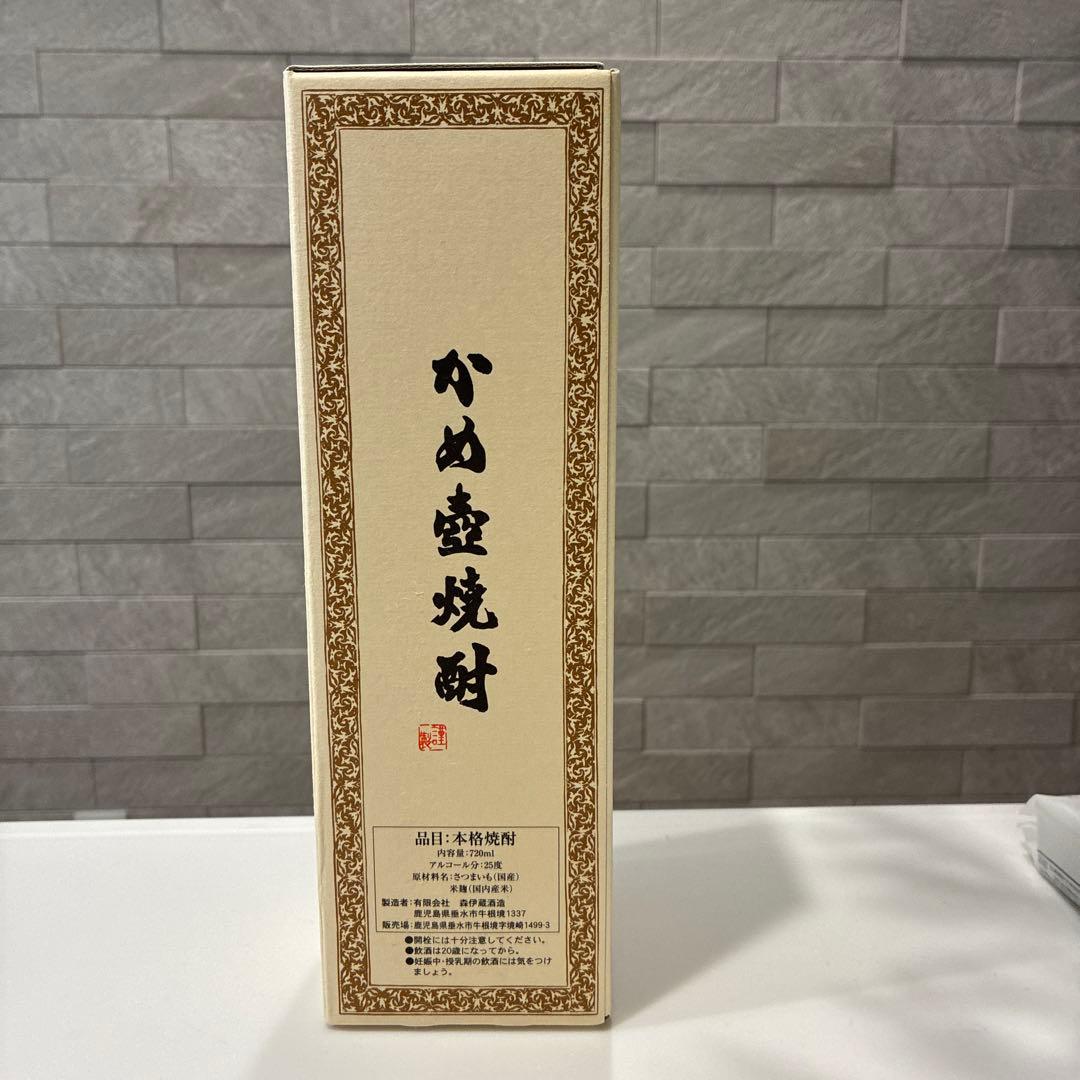 かめ壺焼酎
謹製
品目:本格焼酎
内容量:720ml
アルコール分:25度
原材料名:さつまいも(国産)
米麹(国内産米)
製造者:有限会社 森伊蔵酒造
鹿児島県垂水市牛根境1337
販売場:鹿児島県垂水市牛根境字境崎1499-3
●開栓には十分注意してください。
●飲酒は20歳になってから。
●妊娠中・授乳期の飲酒には気をつけ
ましょう。